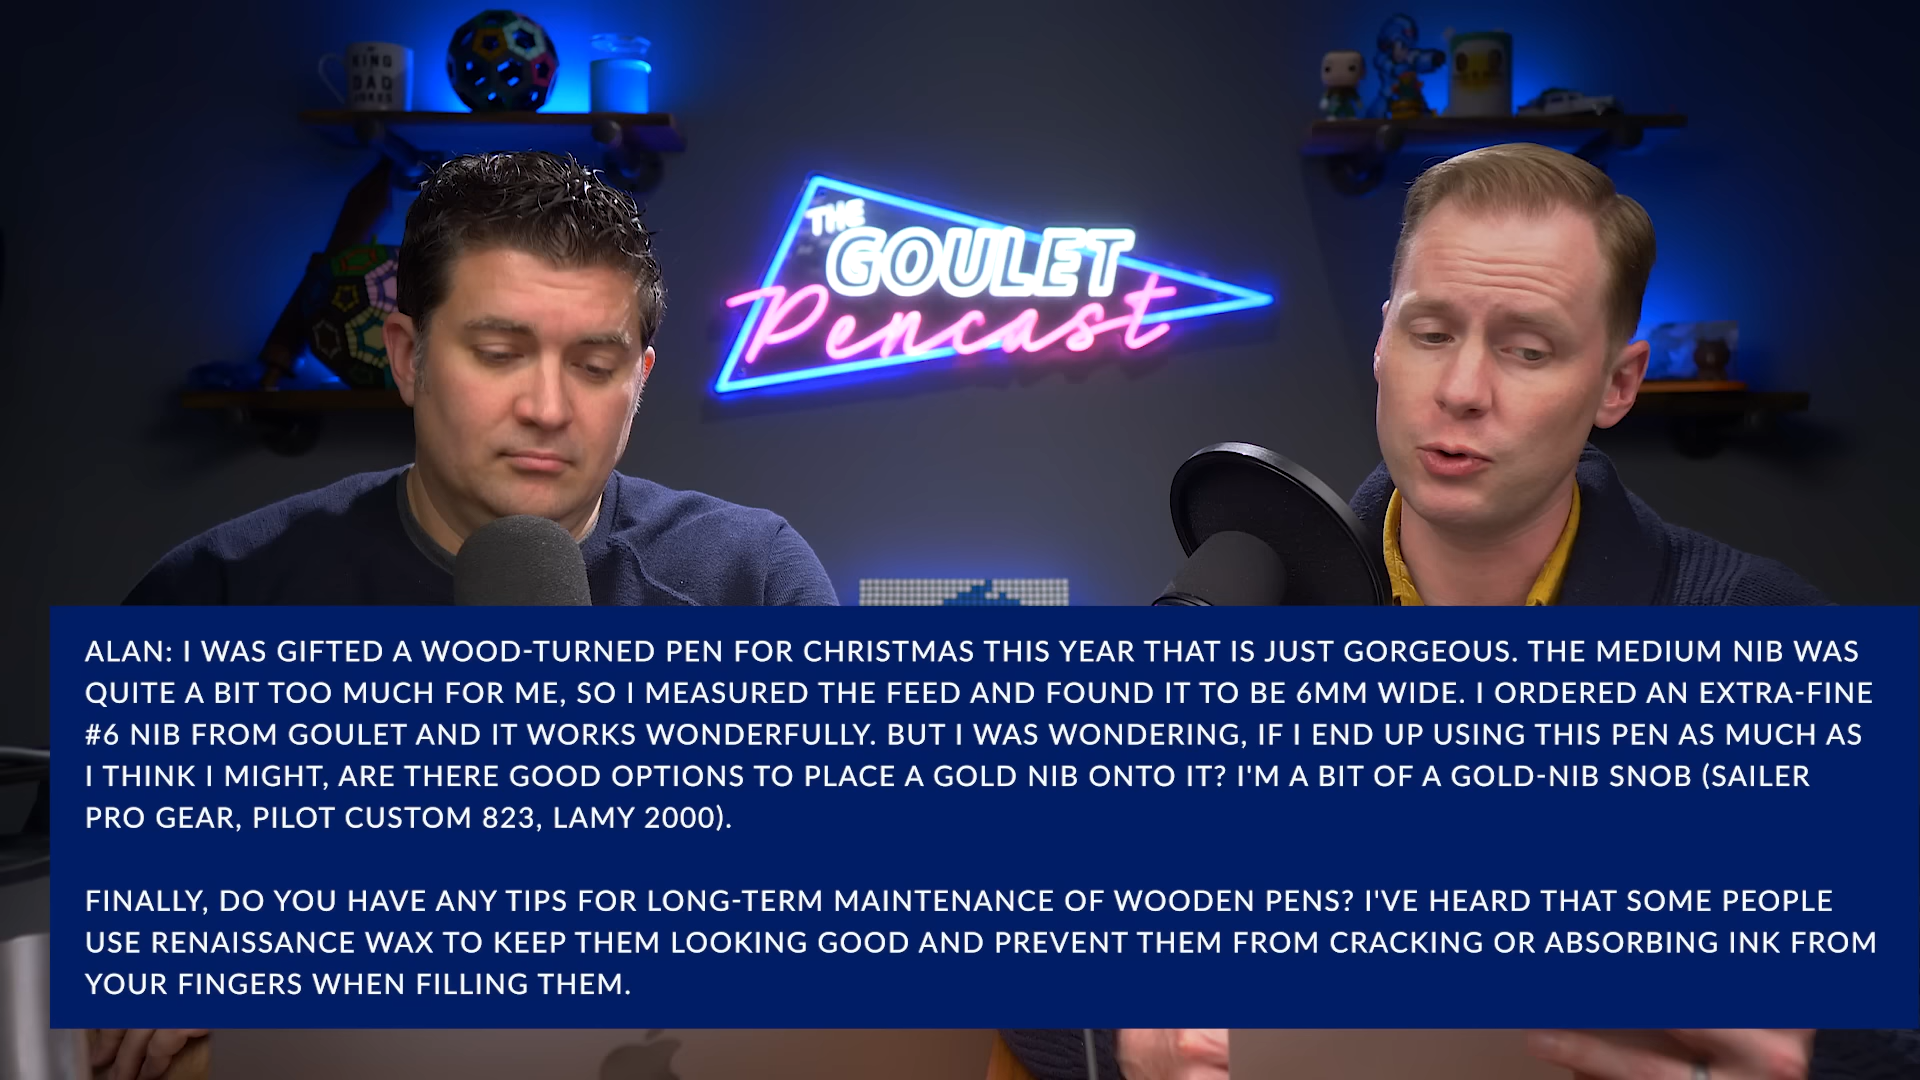 KING
DAD
JOKES
THE
GOULET
Pencast
ALAN: I WAS GIFTED A WOOD-TURNED PEN FOR CHRISTMAS THIS YEAR THAT IS JUST GORGEOUS. THE MEDIUM NIB WAS
QUITE A BIT TOO MUCH FOR ME, SO I MEASURED THE FEED AND FOUND IT TO BE 6MM WIDE. I ORDERED AN EXTRA-FINE
#6 NIB FROM GOULET AND IT WORKS WONDERFULLY. BUT I WAS WONDERING, IF I END UP USING THIS PEN AS MUCH AS
I THINK I MIGHT, ARE THERE GOOD OPTIONS TO PLACE A GOLD NIB ONTO IT? I'M A BIT OF A GOLD-NIB SNOB (SAILER
PRO GEAR, PILOT CUSTOM 823, LAMY 2000).
FINALLY, DO YOU HAVE ANY TIPS FOR LONG-TERM MAINTENANCE OF WOODEN PENS? I'VE HEARD THAT SOME PEOPLE
USE RENAISSANCE WAX TO KEEP THEM LOOKING GOOD AND PREVENT THEM FROM CRACKING OR ABSORBING INK FROM
YOUR FINGERS WHEN FILLING THEM.